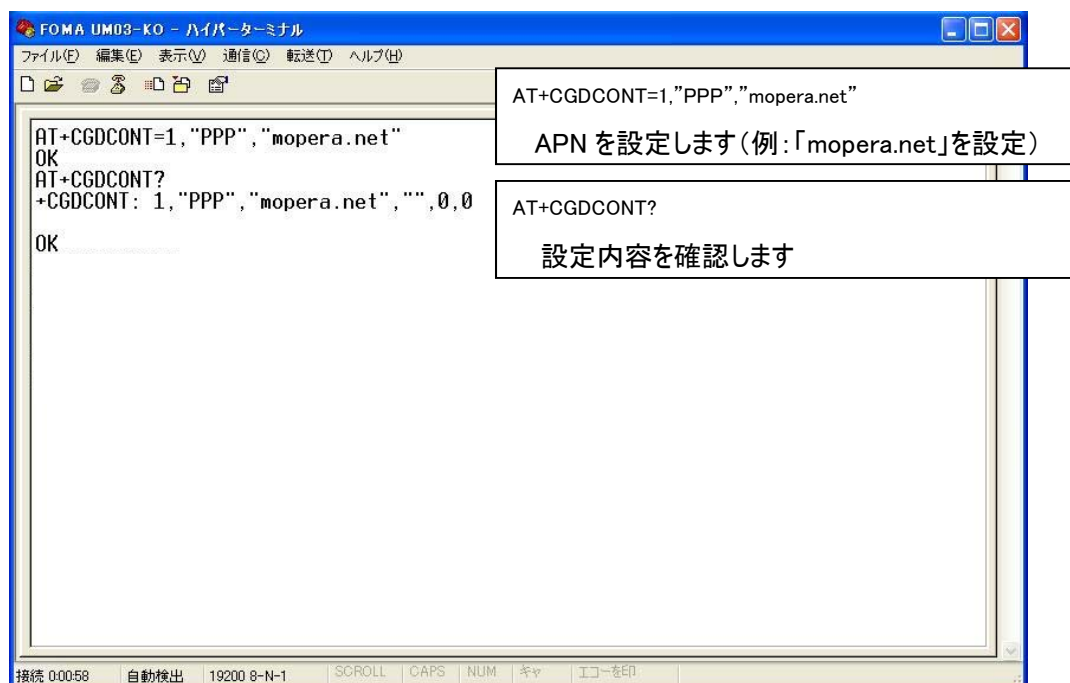 FOMA UM03-KO - ハイパーターミナル
ファイル(F) 編集(E) 表示(V) 通信(C) 転送(T) ヘルプ(H)
AT+CGDCONT=1,"PPP","mopera.net"
OK
AT+CGDCONT?
+CGDCONT: 1,"PPP","mopera.net","",0,0
OK
AT+CGDCONT=1,”PPP”,”mopera.net”
APN を設定します（例：「mopera.net」を設定）
AT+CGDCONT?
設定内容を確認します
接続 0:00:58 自動検出 19200 8-N-1 SCROLL CAPS NUM キャ エコーを印